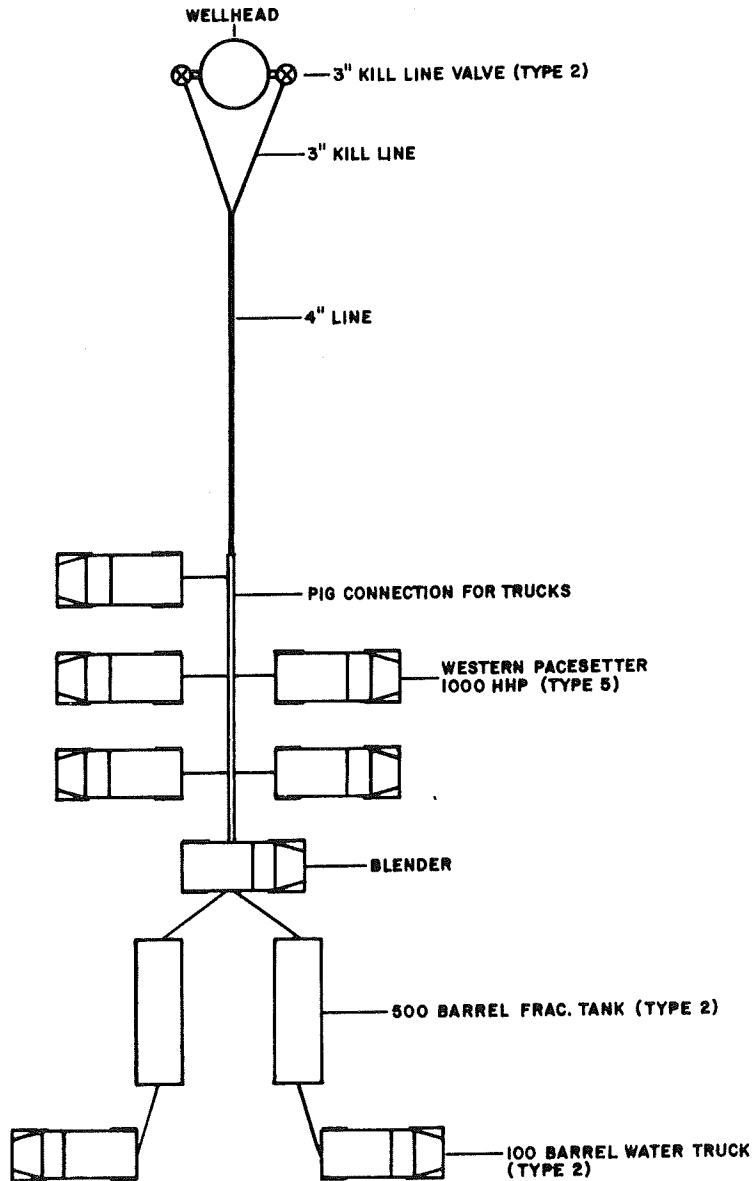 WELLHEAD
3" KILL LINE VALVE (TYPE 2)
3" KILL LINE
4" LINE
PIG CONNECTION FOR TRUCKS
WESTERN PACESETTER
1000 HHP (TYPE 5)
BLENDER
500 BARREL FRAC. TANK (TYPE 2)
100 BARREL WATER TRUCK
(TYPE 2)